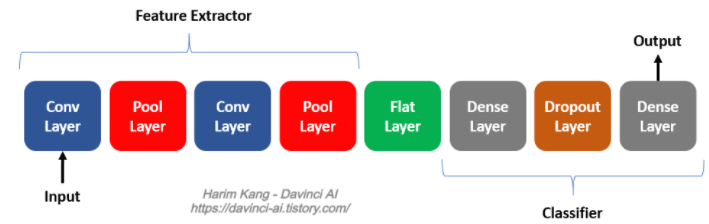 Feature Extractor
Output
Conv
Layer
Pool
Layer
Conv
Layer
Pool
Layer
Flat
Layer
Dense
Layer
Dropout
Layer
Dense
Layer
Input
Harim Kang - Davinci AI
https://davinci-ai.tistory.com/
Classifier